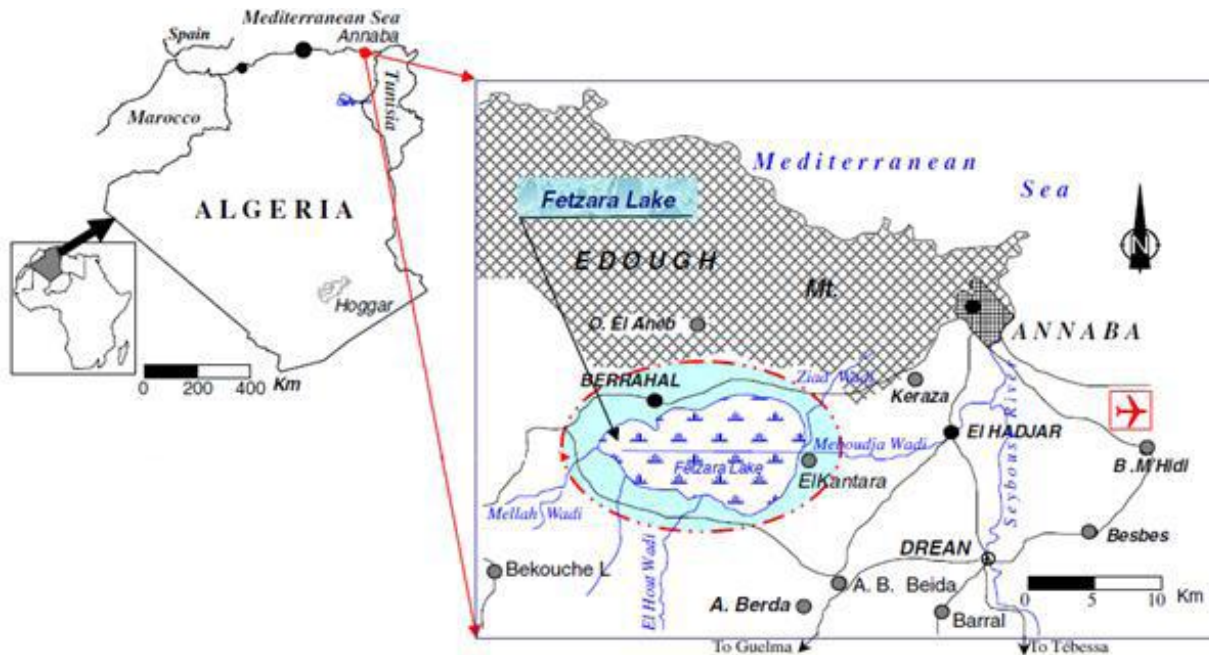 Mediterranean Sea
Spain
Annaba
Tunisia
Marocco
ALGERIA
Hoggar
0 200 400 Km
Mediterranean
Sea
Fetzara Lake
N
EDOUGH
Mt.
O. El Aneb
ANNABA
BERRAHAL
Ziad Wadi
Keraza
Meboudja Wadi
El HADJAR
Fetzara Lake
ElKantara
B.M'Hidi
Seybouse River
Mellah Wadi
Besbes
DREAN
Bekouche L
El Hout Wadi
A. B. Beida
A. Berda
Barral
0 5 10 Km
To Guelma
To Tébessa